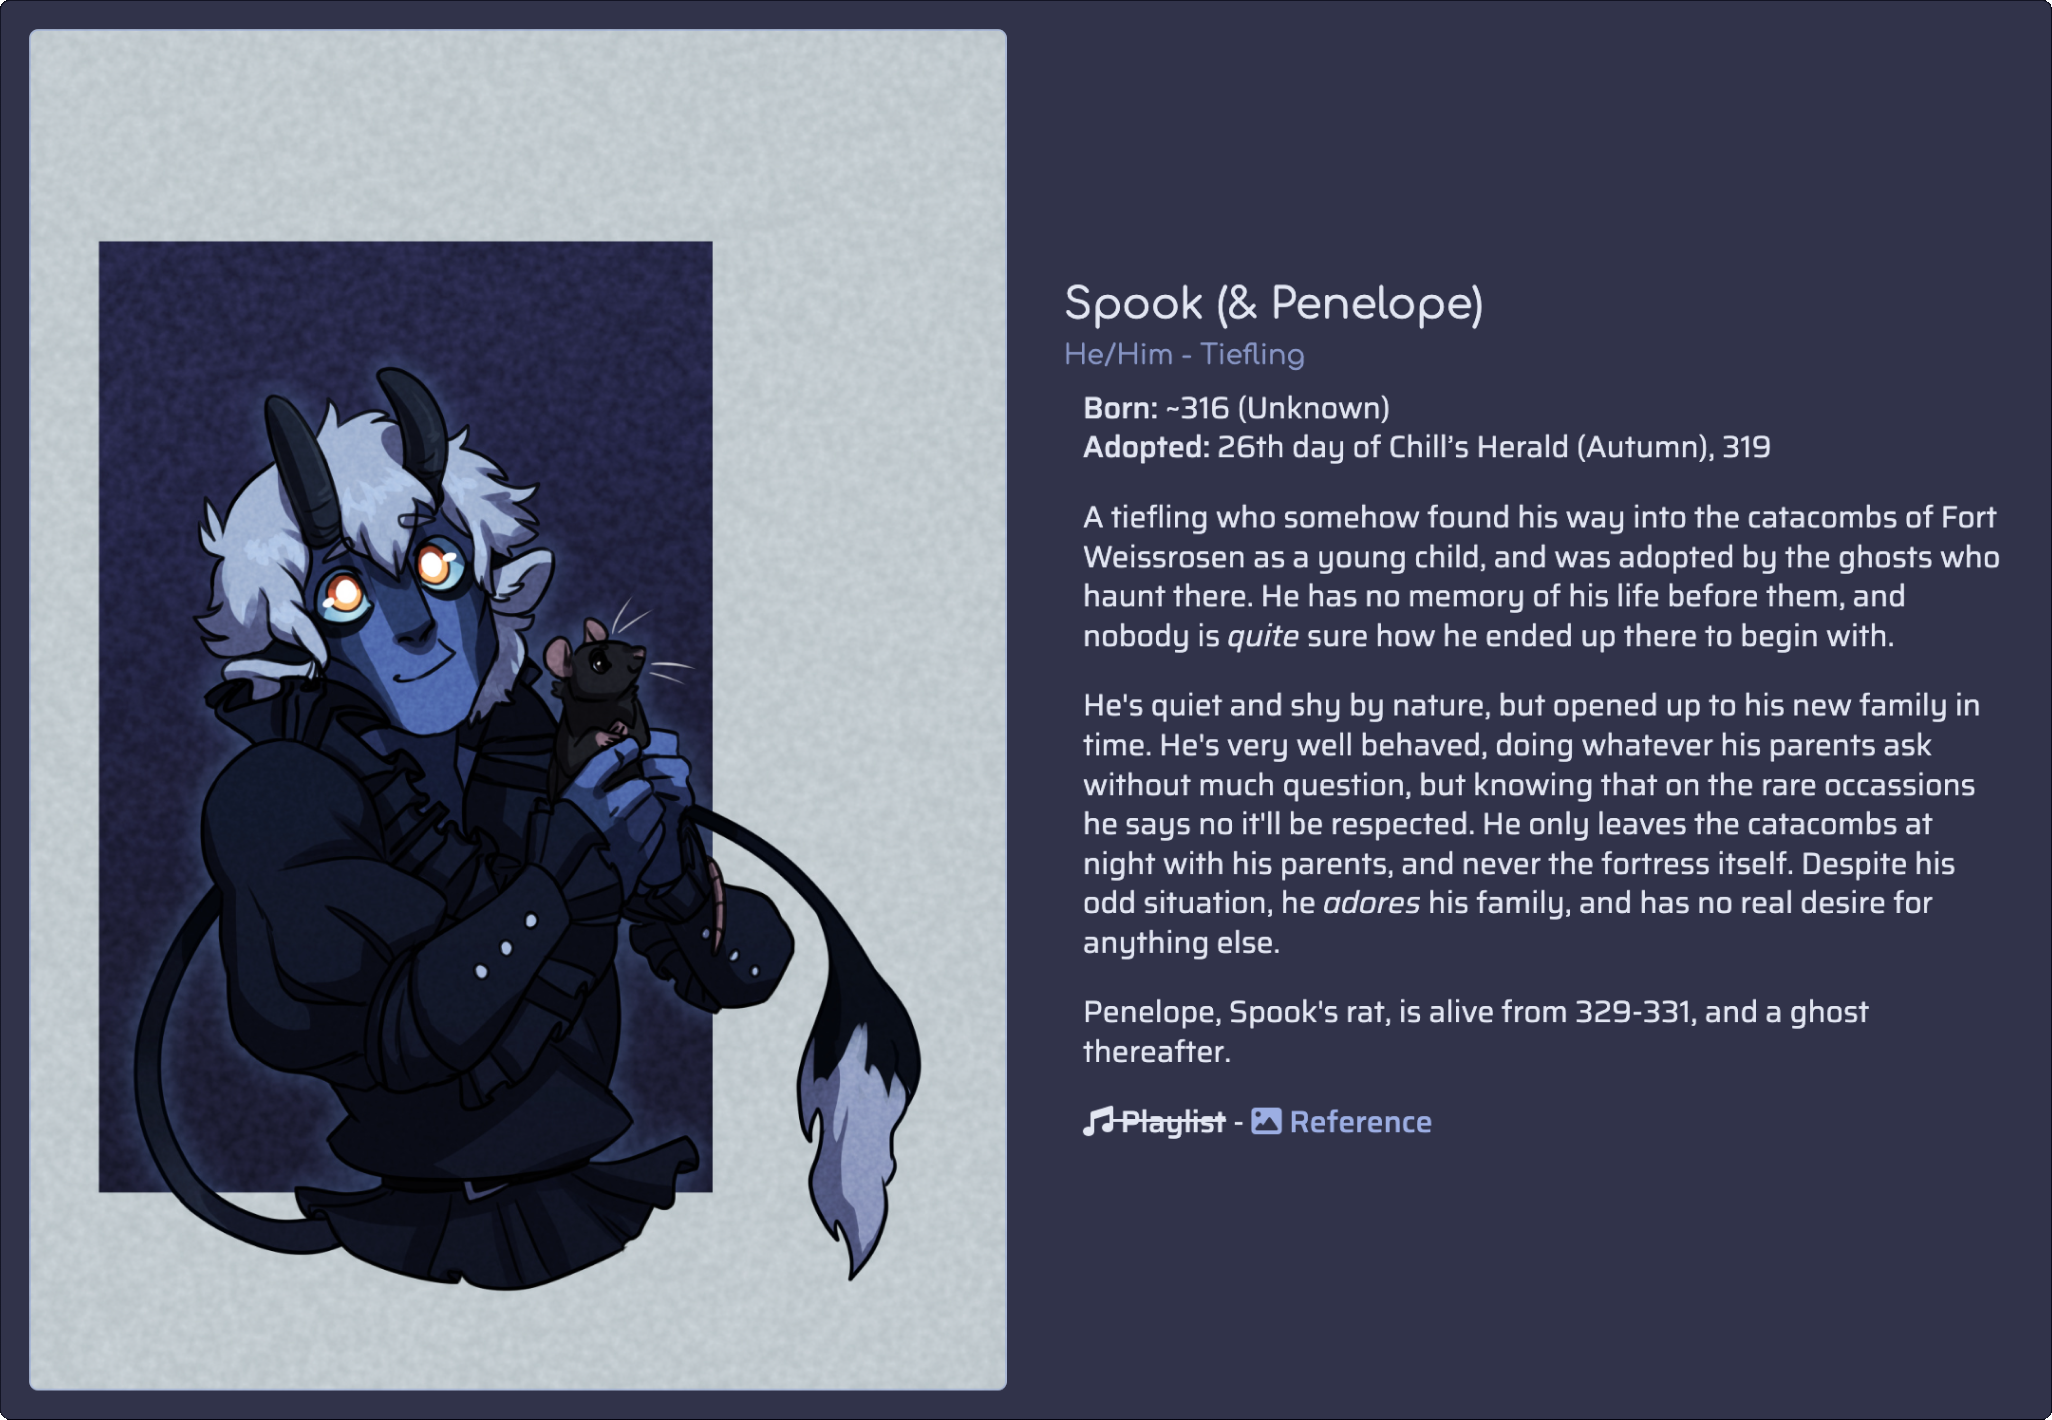 Spook (& Penelope)
He/Him - Tiefling
Born: ~316 (Unknown)
Adopted: 26th day of Chill’s Herald (Autumn), 319
A tiefling who somehow found his way into the catacombs of Fort
Weissrosen as a young child, and was adopted by the ghosts who
haunt there. He has no memory of his life before them, and
nobody is quite sure how he ended up there to begin with.
He's quiet and shy by nature, but opened up to his new family in
time. He's very well behaved, doing whatever his parents ask
without much question, but knowing that on the rare occassions
he says no it'll be respected. He only leaves the catacombs at
night with his parents, and never the fortress itself. Despite his
odd situation, he adores his family, and has no real desire for
anything else.
Penelope, Spook's rat, is alive from 329-331, and a ghost
thereafter.
Playlist - Reference